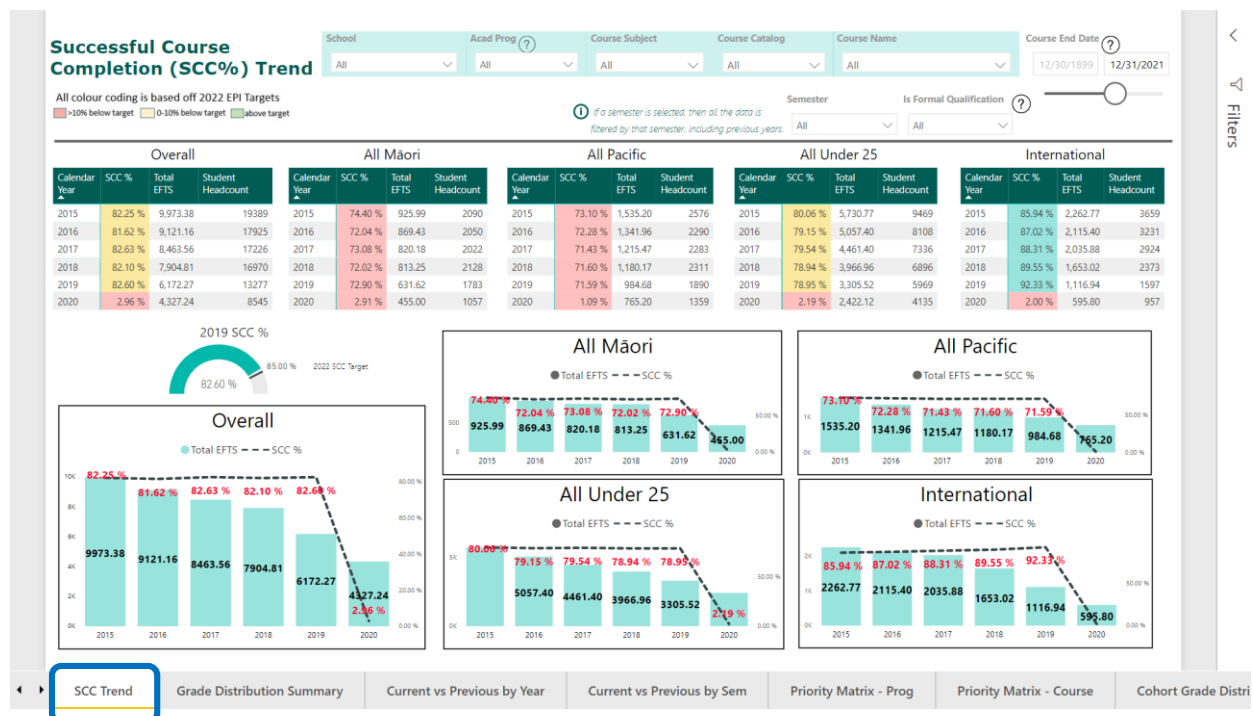 Successful Course
Completion (SCC%) Trend
School
All
Acad Prog ?
All
Course Subject
All
Course Catalog
All
Course Name
All
Course End Date ?
12/30/1899 12/31/2021
Filters
All colour coding is based off 2022 EPI Targets
>10% below target 0-10% below target above target
If a semester is selected, then all the data is
filtered by that semester, including previous years.
Semester
All
Is Formal Qualification ?
All
Overall
Calendar Year SCC % Total EFTS Student Headcount
2015 82.25 % 9,973.38 19389
2016 81.62 % 9,121.16 17925
2017 82.63 % 8,463.56 17226
2018 82.10 % 7,904.81 16970
2019 82.60 % 6,172.27 13277
2020 2.96 % 4,327.24 8545
All Māori
Calendar Year SCC % Total EFTS Student Headcount
2015 74.40 % 925.99 2090
2016 72.04 % 869.43 2050
2017 73.08 % 820.18 2022
2018 72.02 % 813.25 2128
2019 72.90 % 631.62 1783
2020 2.91 % 455.00 1057
All Pacific
Calendar Year SCC % Total EFTS Student Headcount
2015 73.10 % 1,535.20 2576
2016 72.28 % 1,341.96 2290
2017 71.43 % 1,215.47 2283
2018 71.60 % 1,180.17 2311
2019 71.59 % 984.68 1890
2020 1.09 % 765.20 1359
All Under 25
Calendar Year SCC % Total EFTS Student Headcount
2015 80.06 % 5,730.77 9469
2016 79.15 % 5,057.40 8108
2017 79.54 % 4,461.40 7336
2018 78.94 % 3,966.96 6896
2019 78.95 % 3,305.52 5969
2020 2.19 % 2,422.12 4135
International
Calendar Year SCC % Total EFTS Student Headcount
2015 85.94 % 2,262.77 3659
2016 87.02 % 2,115.40 3231
2017 88.31 % 2,035.88 2924
2018 89.55 % 1,653.02 2373
2019 92.33 % 1,116.94 1597
2020 2.00 % 595.80 957
2019 SCC %
85.00 % 2022 SCC Target
82.60 %
Overall
Total EFTS SCC %
10K 8K 6K 4K 2K 0K
82.25 % 81.62 % 82.63 % 82.10 % 82.60 % 2.96 %
9973.38 9121.16 8463.56 7904.81 6172.27 4327.24
80.00 % 60.00 % 40.00 % 20.00 % 0.00 %
2015 2016 2017 2018 2019 2020
All Māori
Total EFTS SCC %
500 0
74.40 % 72.04 % 73.08 % 72.02 % 72.90 %
925.99 869.43 820.18 813.25 631.62 455.00
50.00 % 0.00 %
2015 2016 2017 2018 2019 2020
All Pacific
Total EFTS SCC %
1K 0K
73.10 % 72.28 % 71.43 % 71.60 % 71.59 %
1535.20 1341.96 1215.47 1180.17 984.68 765.20
50.00 % 0.00 %
2015 2016 2017 2018 2019 2020
All Under 25
Total EFTS SCC %
5K 0K
80.06 % 79.15 % 79.54 % 78.94 % 78.95 % 2.19 %
5057.40 4461.40 3966.96 3305.52
50.00 % 0.00 %
2015 2016 2017 2018 2019 2020
International
Total EFTS SCC %
2K 1K 0K
85.94 % 87.02 % 88.31 % 89.55 % 92.33 %
2262.77 2115.40 2035.88 1653.02 1116.94 595.80
50.00 % 0.00 %
2015 2016 2017 2018 2019 2020
SCC Trend
Grade Distribution Summary
Current vs Previous by Year
Current vs Previous by Sem
Priority Matrix - Prog
Priority Matrix - Course
Cohort Grade Distri